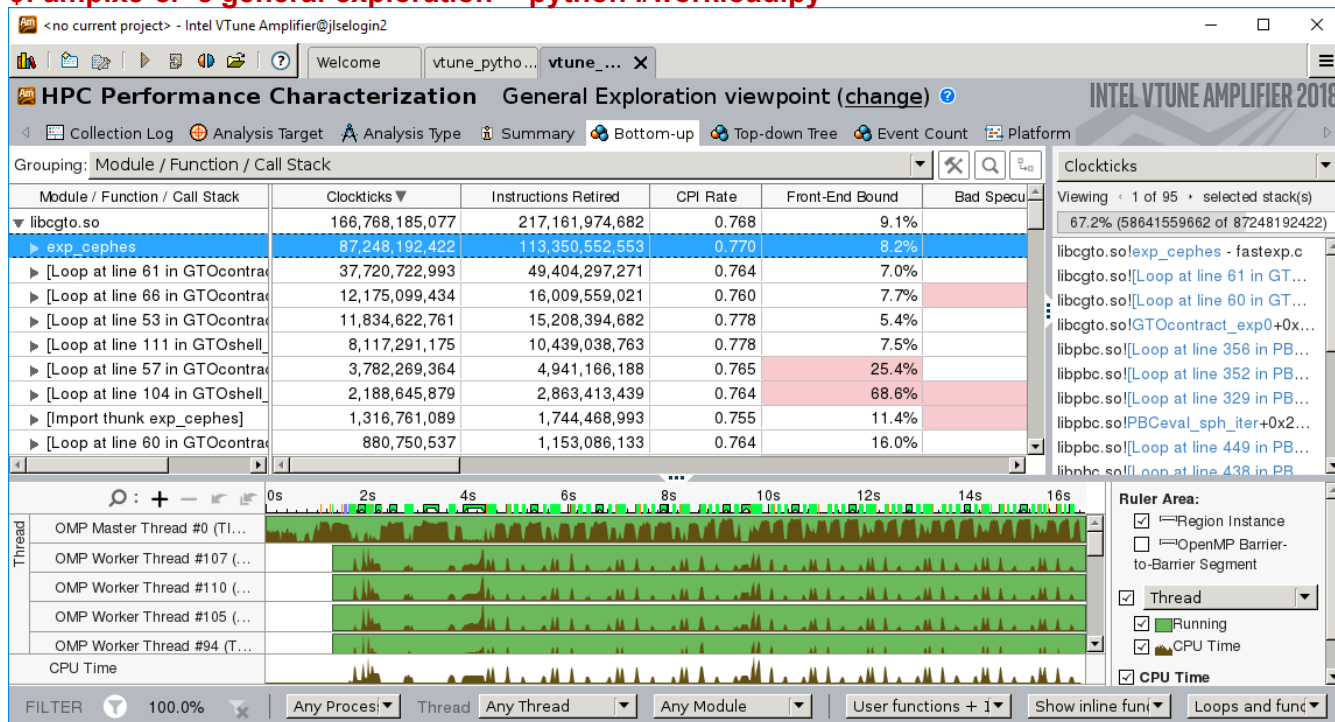 <no current project> - Intel VTune Amplifier@jlselogin2
Welcome vtune_pytho... vtune_...
HPC Performance Characterization General Exploration viewpoint (change)
INTEL VTUNE AMPLIFIER 2018
Collection Log Analysis Target Analysis Type Summary Bottom-up Top-down Tree Event Count Platform
Grouping: Module / Function / Call Stack
Clockticks
Module / Function / Call Stack Clockticks Instructions Retired CPI Rate Front-End Bound Bad Specu
Viewing 1 of 95 selected stack(s)
libcgto.so 166,768,185,077 217,161,974,682 0.768 9.1%
67.2% (58641559662 of 87248192422)
exp_cephes 87,248,192,422 113,350,552,553 0.770 8.2%
[Loop at line 61 in GTOcontrac 37,720,722,993 49,404,297,271 0.764 7.0%
[Loop at line 66 in GTOcontrac 12,175,099,434 16,009,559,021 0.760 7.7%
[Loop at line 53 in GTOcontrac 11,834,622,761 15,208,394,682 0.778 5.4%
[Loop at line 111 in GTOshell_ 8,117,291,175 10,439,038,763 0.778 7.5%
[Loop at line 57 in GTOcontrac 3,782,269,364 4,941,166,188 0.765 25.4%
[Loop at line 104 in GTOshell_ 2,188,645,879 2,863,413,439 0.764 68.6%
[Import thunk exp_cephes] 1,316,761,089 1,744,468,993 0.755 11.4%
[Loop at line 60 in GTOcontrac 880,750,537 1,153,086,133 0.764 16.0%
libcgto.so!exp_cephes - fastexp.c
libcgto.so![Loop at line 61 in GT...
libcgto.so![Loop at line 60 in GT...
libcgto.so!GTOcontract_exp0+0x...
libpbc.so![Loop at line 356 in PB...
libpbc.so![Loop at line 352 in PB...
libpbc.so![Loop at line 329 in PB...
libpbc.so!PBCeval_sph_iter+0x2...
libpbc.so![Loop at line 449 in PB...
libpbc.so![Loop at line 438 in PB
0s 2s 4s 6s 8s 10s 12s 14s 16s
Thread
OMP Master Thread #0 (TI...
OMP Worker Thread #107 (...
OMP Worker Thread #110 (...
OMP Worker Thread #105 (...
OMP Worker Thread #94 (T...
CPU Time
Ruler Area:
Region Instance
OpenMP Barrier-
to-Barrier Segment
Thread
Running
CPU Time
CPU Time
FILTER 100.0% Any Proces Thread Any Thread Any Module User functions + 1 Show inline func Loops and func